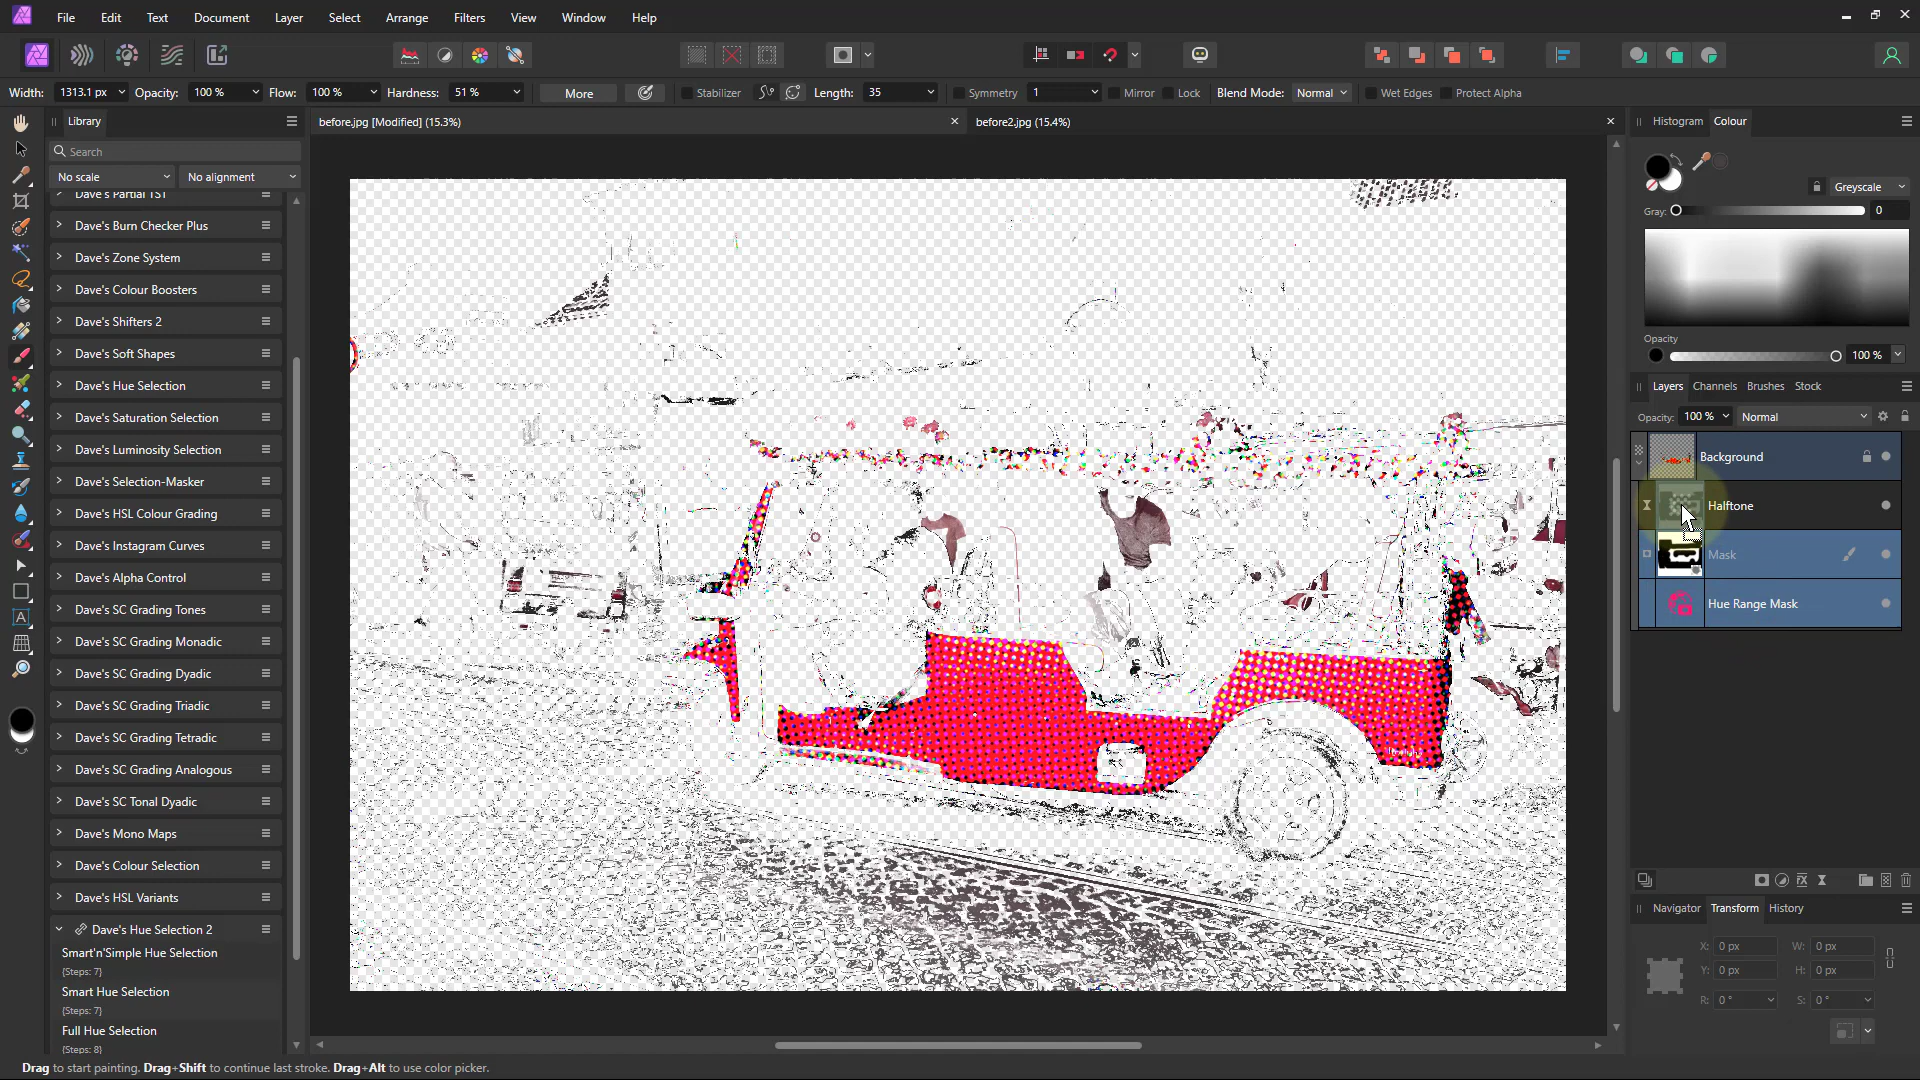 File Edit Text Document Layer Select Arrange Filters View Window Help
Width: 1313.1 px Opacity: 100 % Flow: 100 % Hardness: 51 % More Stabilizer Length: 35 Symmetry 1 Mirror Lock Blend Mode: Normal Wet Edges Protect Alpha
Library
before.jpg [Modified] (15.3%)
before2.jpg (15.4%)
Histogram Colour
Search
No scale No alignment
Greyscale
Dave's Partial TST
Gray: 0
Dave's Burn Checker Plus
Dave's Zone System
Dave's Colour Boosters
Dave's Shifters 2
Opacity
Dave's Soft Shapes
100 %
Dave's Hue Selection
Layers Channels Brushes Stock
Dave's Saturation Selection
Opacity: 100 % Normal
Dave's Luminosity Selection
Background
Dave's Selection-Masker
Halftone
Dave's HSL Colour Grading
Dave's Instagram Curves
Mask
Dave's Alpha Control
Dave's SC Grading Tones
Hue Range Mask
Dave's SC Grading Monadic
Dave's SC Grading Dyadic
Dave's SC Grading Triadic
Dave's SC Grading Tetradic
Dave's SC Grading Analogous
Dave's SC Tonal Dyadic
Dave's Mono Maps
Dave's Colour Selection
Dave's HSL Variants
Navigator Transform History
Dave's Hue Selection 2
Smart'n'Simple Hue Selection
X: 0 px W: 0 px
{Steps: 7}
Y: 0 px H: 0 px
Smart Hue Selection
R: 0 ° S: 0 °
{Steps: 7}
Full Hue Selection
{Steps: 8}
Drag to start painting. Drag+Shift to continue last stroke. Drag+Alt to use color picker.